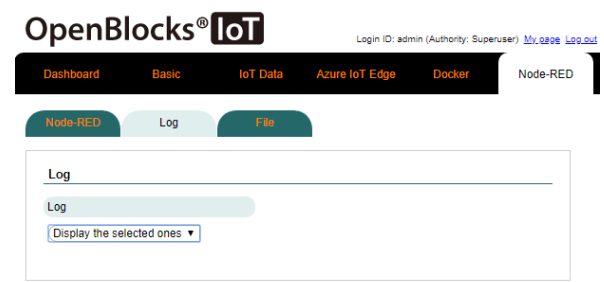 OpenBlocks® IoT
Login ID: admin (Authority: Superuser) My page Log out
Dashboard Basic IoT Data Azure IoT Edge Docker Node-RED
Node-RED Log File
Log
Log
Display the selected ones ▼